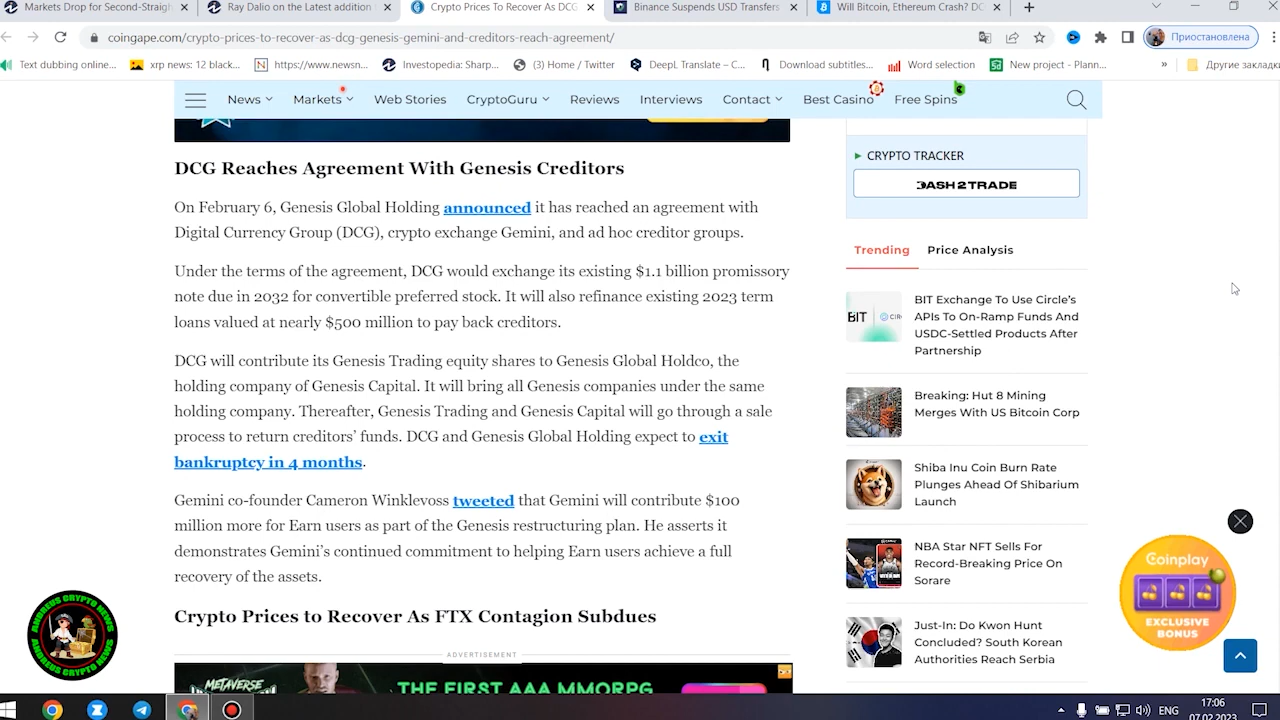 Markets Drop for Second-Straigh
Ray Dalio on the Latest addition
Crypto Prices To Recover As DCG
Binance Suspends USD Transfers
Will Bitcoin, Ethereum Crash? DC
coingape.com/crypto-prices-to-recover-as-dcg-genesis-gemini-and-creditors-reach-agreement/
Приостановлена
Text dubbing online...
xrp news: 12 black...
https://www.newsn...
Investopedia: Sharp...
(3) Home / Twitter
DeepL Translate – C...
Download subtitles...
Word selection
New project - Plann...
»
Другие закладки
News
Markets
Web Stories
CryptoGuru
Reviews
Interviews
Contact
Best Casino
Free Spins
DCG Reaches Agreement With Genesis Creditors
On February 6, Genesis Global Holding announced it has reached an agreement with
Digital Currency Group (DCG), crypto exchange Gemini, and ad hoc creditor groups.
Under the terms of the agreement, DCG would exchange its existing $1.1 billion promissory
note due in 2032 for convertible preferred stock. It will also refinance existing 2023 term
loans valued at nearly $500 million to pay back creditors.
DCG will contribute its Genesis Trading equity shares to Genesis Global Holdco, the
holding company of Genesis Capital. It will bring all Genesis companies under the same
holding company. Thereafter, Genesis Trading and Genesis Capital will go through a sale
process to return creditors' funds. DCG and Genesis Global Holding expect to exit
bankruptcy in 4 months.
Gemini co-founder Cameron Winklevoss tweeted that Gemini will contribute $100
million more for Earn users as part of the Genesis restructuring plan. He asserts it
demonstrates Gemini's continued commitment to helping Earn users achieve a full
recovery of the assets.
Crypto Prices to Recover As FTX Contagion Subdues
ADVERTISEMENT
METAVERSE
THE FIRST AAA MMORPG
CRYPTO TRACKER
DASH2TRADE
Trending
Price Analysis
BIT
BIT Exchange To Use Circle's
APIs To On-Ramp Funds And
USDC-Settled Products After
Partnership
Breaking: Hut 8 Mining
Merges With US Bitcoin Corp
Shiba Inu Coin Burn Rate
Plunges Ahead Of Shibarium
Launch
NBA Star NFT Sells For
Record-Breaking Price On
Sorare
Just-In: Do Kwon Hunt
Concluded? South Korean
Authorities Reach Serbia
Coinplay
EXCLUSIVE
BONUS
ANDREUS CRYPTO NEWS
ANDREUS CRYPTO NEWS
ENG
17:06
07.02.2023